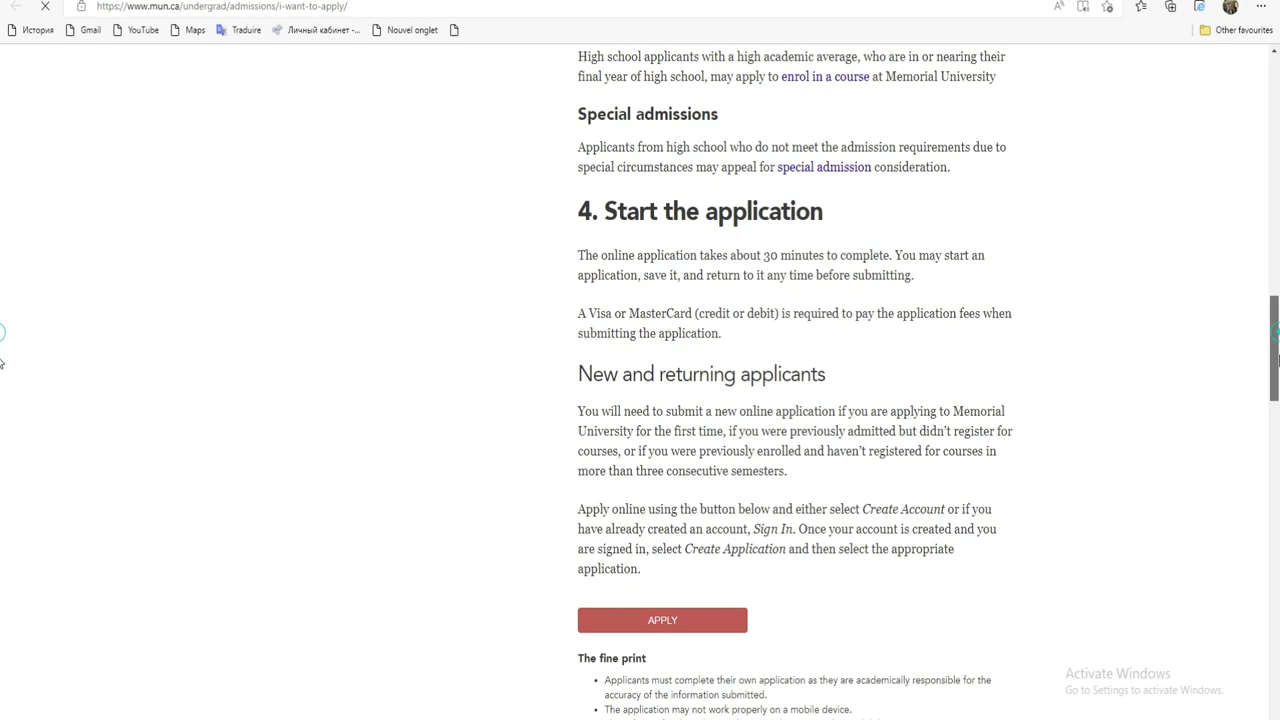 https://www.mun.ca/undergrad/admissions/i-want-to-apply/
История Gmail YouTube Maps Traduire Личный кабинет -... Nouvel onglet Other favourites
High school applicants with a high academic average, who are in or nearing their
final year of high school, may apply to enrol in a course at Memorial University
Special admissions
Applicants from high school who do not meet the admission requirements due to
special circumstances may appeal for special admission consideration.
4. Start the application
The online application takes about 30 minutes to complete. You may start an
application, save it, and return to it any time before submitting.
A Visa or MasterCard (credit or debit) is required to pay the application fees when
submitting the application.
New and returning applicants
You will need to submit a new online application if you are applying to Memorial
University for the first time, if you were previously admitted but didn't register for
courses, or if you were previously enrolled and haven't registered for courses in
more than three consecutive semesters.
Apply online using the button below and either select Create Account or if you
have already created an account, Sign In. Once your account is created and you
are signed in, select Create Application and then select the appropriate
application.
APPLY
The fine print
• Applicants must complete their own application as they are academically responsible for the
accuracy of the information submitted.
• The application may not work properly on a mobile device.
Activate Windows
Go to Settings to activate Windows.